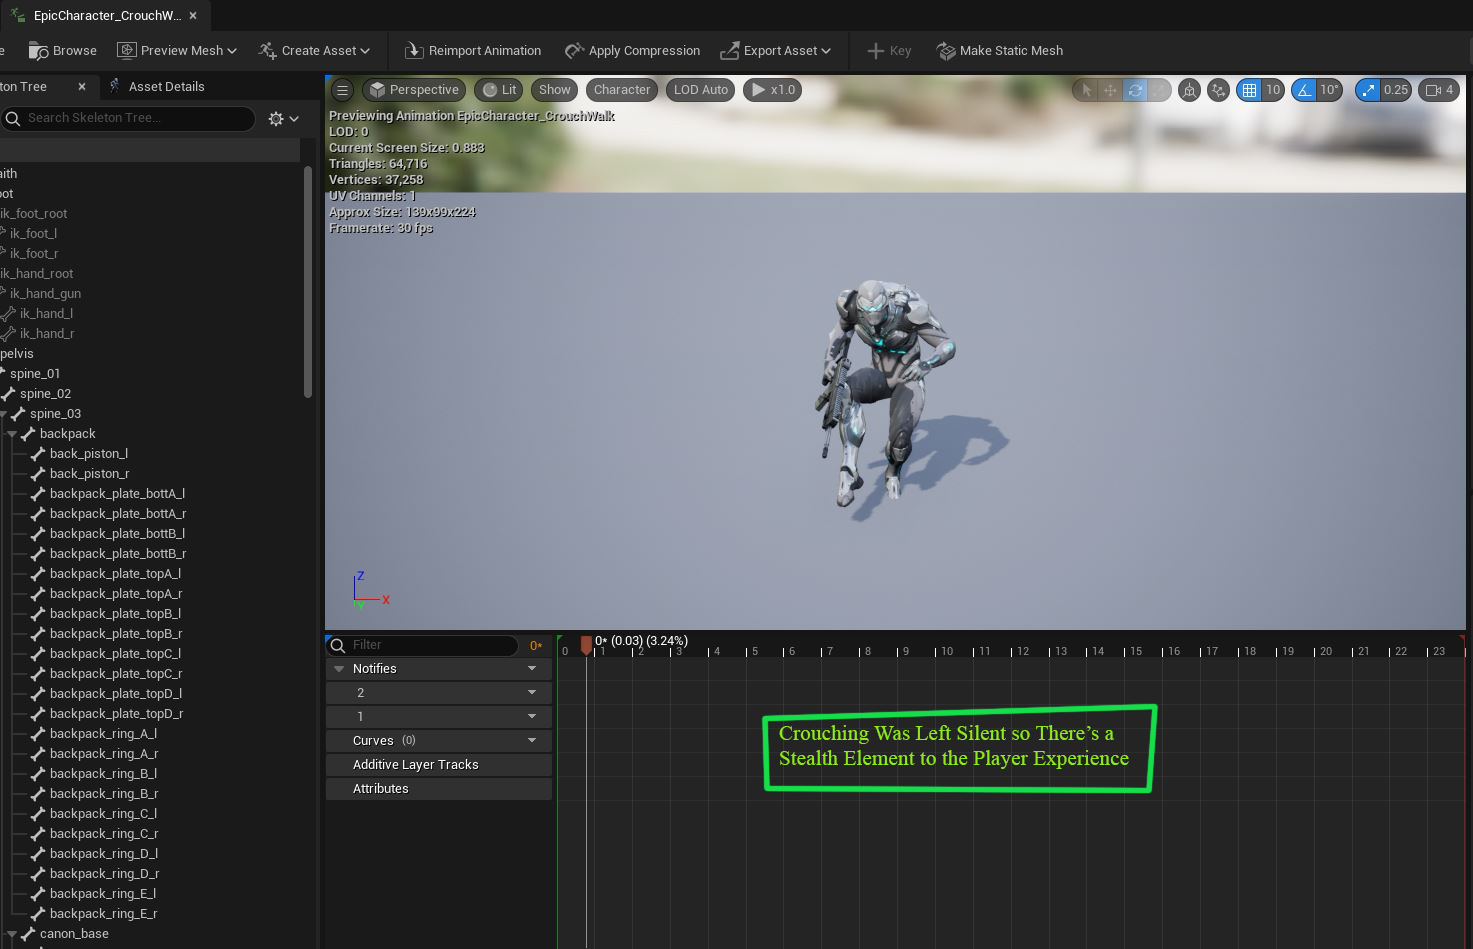 EpicCharacter_CrouchW...
e
Browse
Preview Mesh
Create Asset
Reimport Animation
Apply Compression
Export Asset
Key
Make Static Mesh
ton Tree
Asset Details
Search Skeleton Tree...
aith
oot
ik_foot_root
ik_foot_l
ik_foot_r
ik_hand_root
ik_hand_gun
ik_hand_l
ik_hand_r
pelvis
spine_01
spine_02
spine_03
backpack
back_piston_l
back_piston_r
backpack_plate_bottA_l
backpack_plate_bottA_r
backpack_plate_bottB_l
backpack_plate_bottB_r
backpack_plate_topA_l
backpack_plate_topA_r
backpack_plate_topB_l
backpack_plate_topB_r
backpack_plate_topC_l
backpack_plate_topC_r
backpack_plate_topD_l
backpack_plate_topD_r
backpack_ring_A_l
backpack_ring_A_r
backpack_ring_B_l
backpack_ring_B_r
backpack_ring_C_l
backpack_ring_C_r
backpack_ring_D_l
backpack_ring_D_r
backpack_ring_E_l
backpack_ring_E_r
canon_base
Perspective
Lit
Show
Character
LOD Auto
x1.0
10
10°
0.25
4
Previewing Animation EpicCharacter_CrouchWalk
LOD: 0
Current Screen Size: 0.883
Triangles: 64,716
Vertices: 37,258
UV Channels: 1
Approx Size: 139x99x224
Framerate: 30 fps
Z
X
Y
Filter
0*
0* (0.03) (3.24%)
0 1 2 3 4 5 6 7 8 9 10 11 12 13 14 15 16 17 18 19 20 21 22 23
Notifies
2
1
Curves (0)
Additive Layer Tracks
Attributes
Crouching Was Left Silent so There's a
Stealth Element to the Player Experience